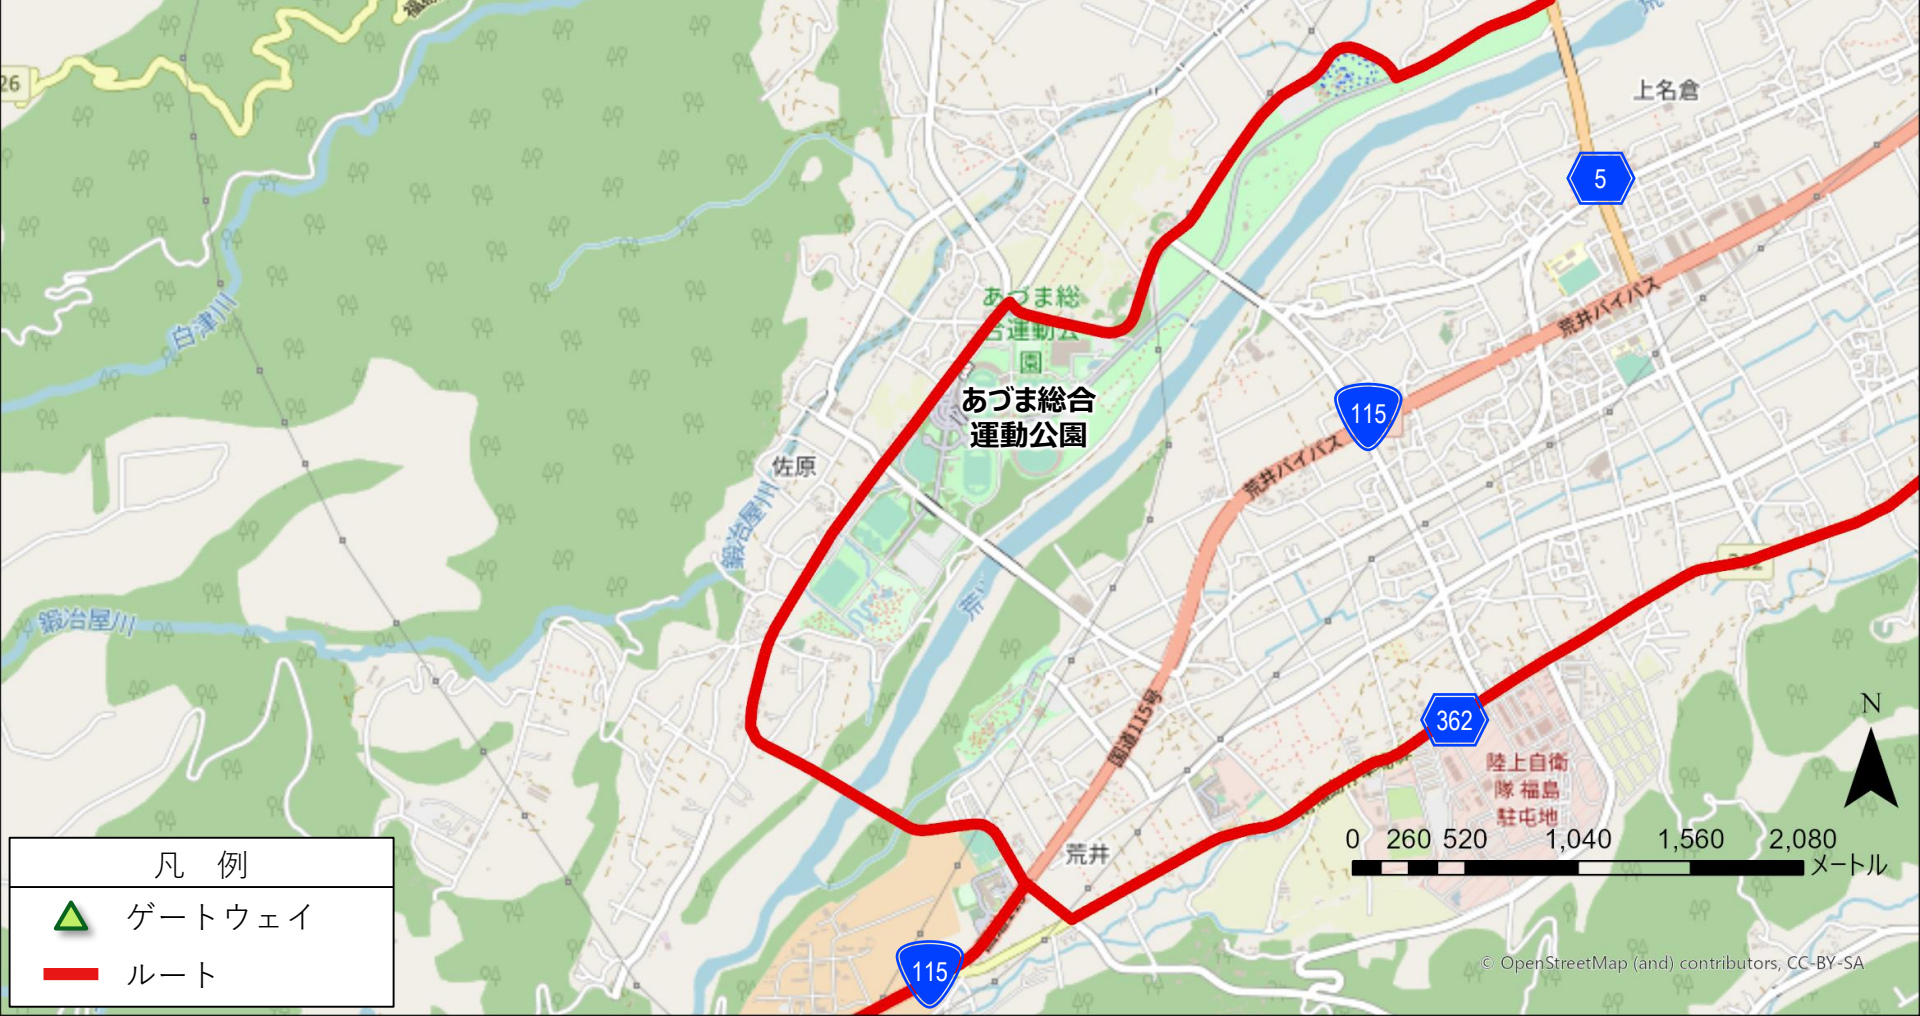 26
福島
荒
上名倉
5
白津川
あづま総
合運動公
園
あづま総合
運動公園
荒井バイパス
115
荒井バイパス
佐原
鍛冶屋川
鍛冶屋川
荒川
国道115号
362
陸上自衛
隊 福島
駐屯地
荒井
115
N
0 260 520 1,040 1,560 2,080
メートル
凡 例
ゲートウェイ
ルート
© OpenStreetMap (and) contributors, CC-BY-SA